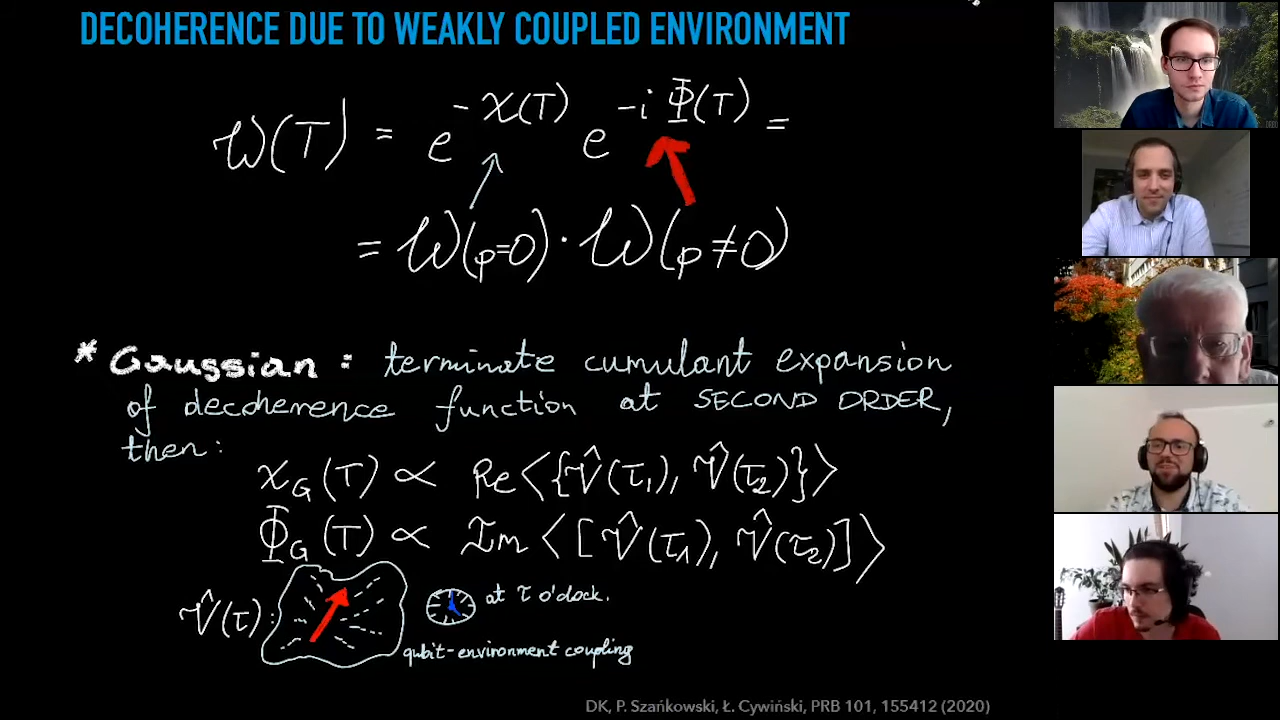 DECOHERENCE DUE TO WEAKLY COUPLED ENVIRONMENT
W(T) = e^{-χ(T)} e^{-iΦ(T)} =
= W(p=0) · W(p≠0)
* Gaussian : terminate cumulant expansion
of decoherence function at SECOND ORDER,
then :
χ_G(T) ∝ Re<{V̂(τ₁), V̂(τ₂)}>
Φ_G(T) ∝ Im<[V̂(τ₁), V̂(τ₂)]>
V̂(τ): at τ o'clock.
qubit-environment coupling
DK, P. Szańkowski, Ł. Cywiński, PRB 101, 155412 (2020)